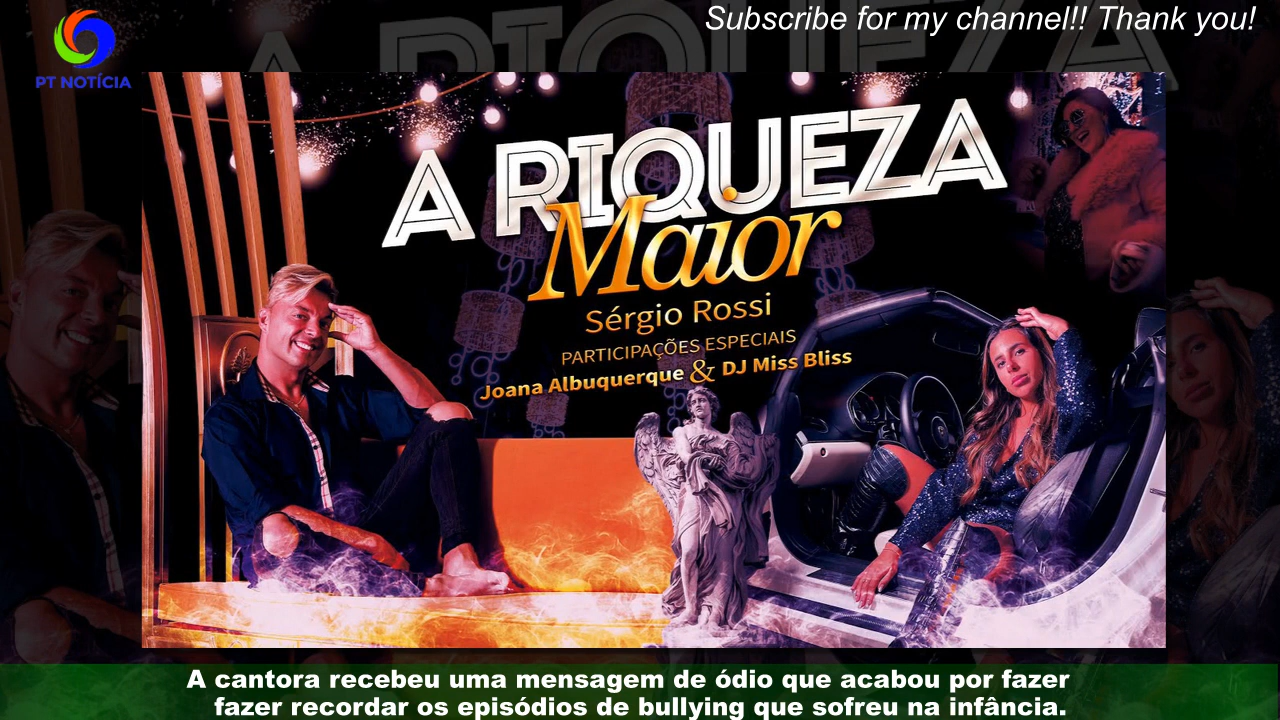 Subscribe for my channel!! Thank you!
PT NOTÍCIA
A RIQUEZA
Maior
Sérgio Rossi
PARTICIPAÇÕES ESPECIAIS
Joana Albuquerque & DJ Miss Bliss
A cantora recebeu uma mensagem de ódio que acabou por fazer
fazer recordar os episódios de bullying que sofreu na infância.